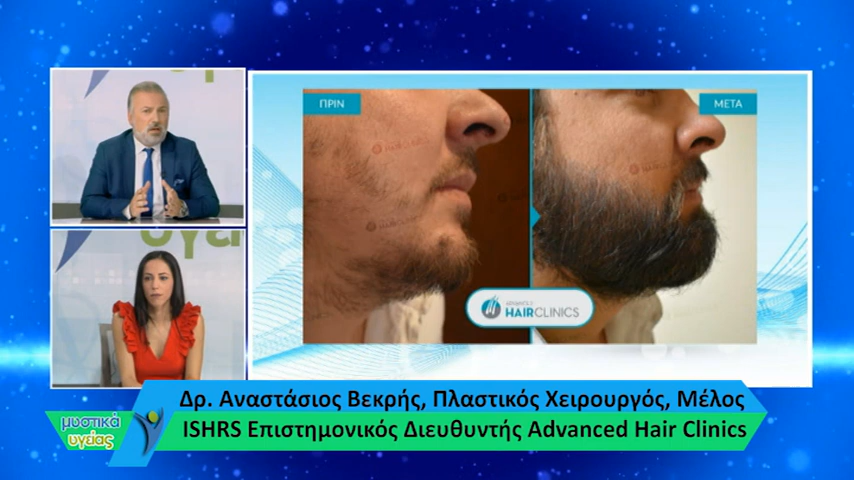 ΠΡΙΝ
ΜΕΤΑ
HAIRCLINICS
Δρ. Αναστάσιος Βεκρής, Πλαστικός Χειρουργός, Μέλος
ISHRS Επιστημονικός Διευθυντής Advanced Hair Clinics
μυστικά
υγείας